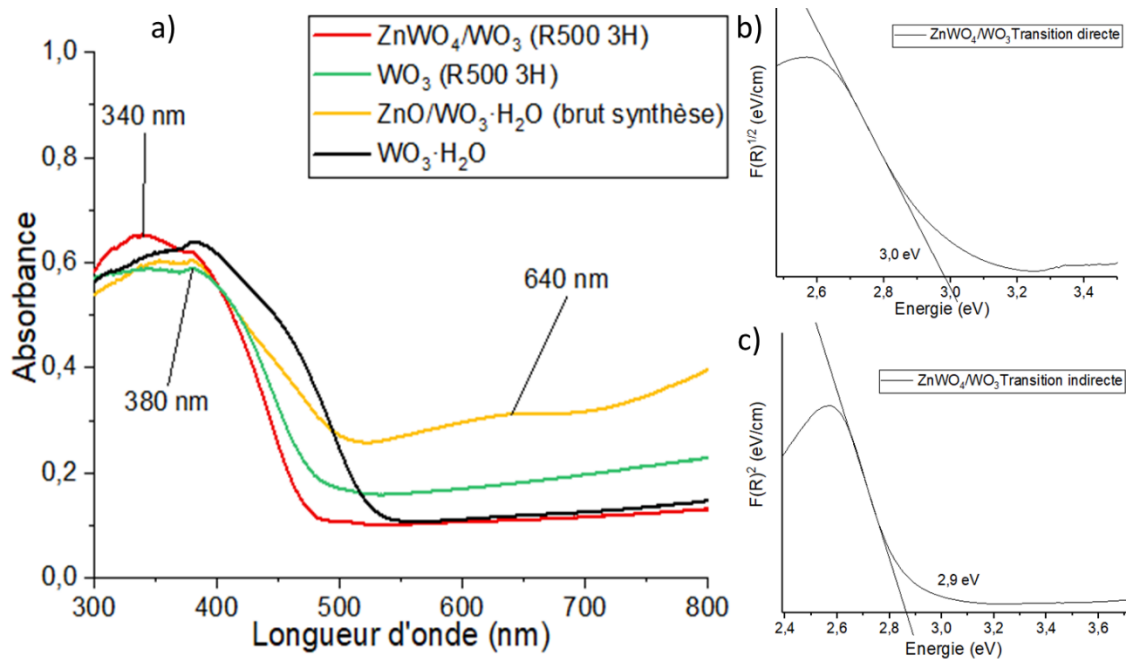 a)
ZnWO₄/WO₃ (R500 3H)
WO₃ (R500 3H)
ZnO/WO₃·H₂O (brut synthèse)
WO₃·H₂O
340 nm
380 nm
640 nm
Absorbance
1,0
0,8
0,6
0,4
0,2
0,0
300 400 500 600 700 800
Longueur d'onde (nm)
b)
ZnWO₄/WO₃Transition directe
F(R)^1/2 (eV/cm)
3,0 eV
2,6 2,8 3,0 3,2 3,4
Energie (eV)
c)
ZnWO₄/WO₃Transition indirecte
F(R)² (eV/cm)
2,9 eV
2,4 2,6 2,8 3,0 3,2 3,4 3,6
Energie (eV)